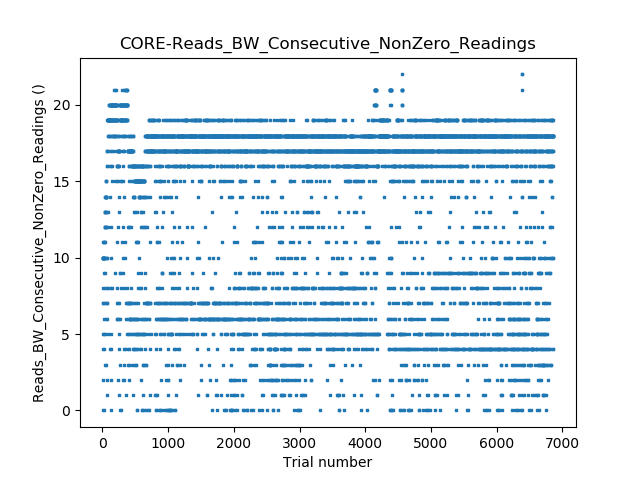 CORE-Reads_BW_Consecutive_NonZero_Readings
Reads_BW_Consecutive_NonZero_Readings ()
20
15
10
5
0
0 1000 2000 3000 4000 5000 6000 7000
Trial number